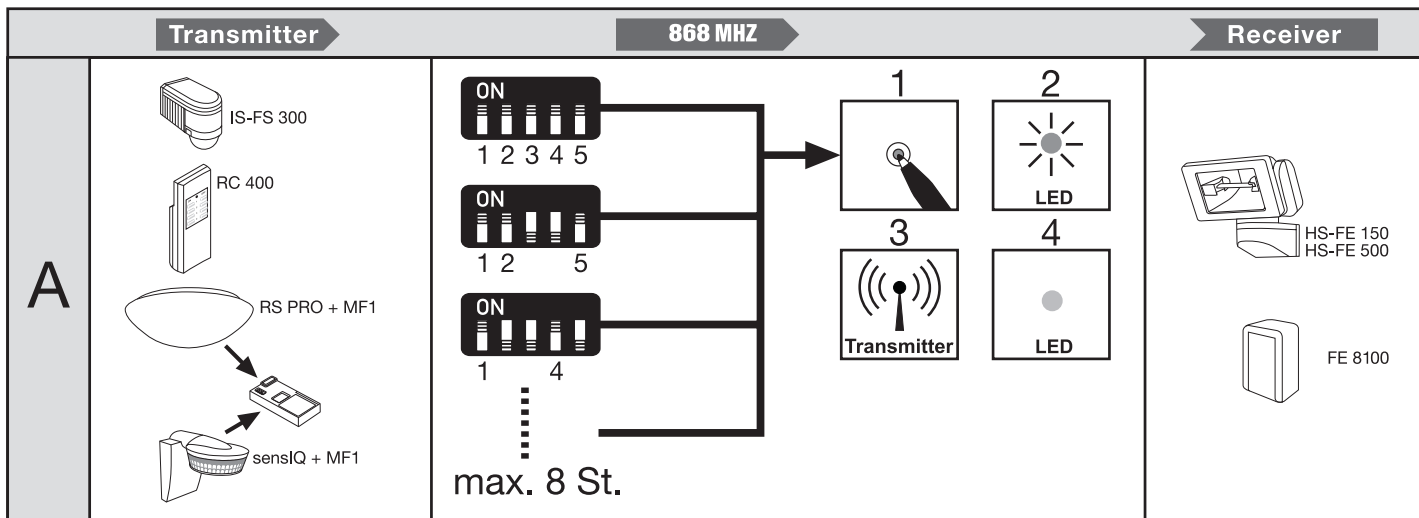 Transmitter
868 MHZ
Receiver
A
IS-FS 300
RC 400
RS PRO + MF1
sensIQ + MF1
ON
1 2 3 4 5
ON
1 2 5
ON
1 4
max. 8 St.
1
2
LED
3
Transmitter
4
LED
HS-FE 150
HS-FE 500
FE 8100